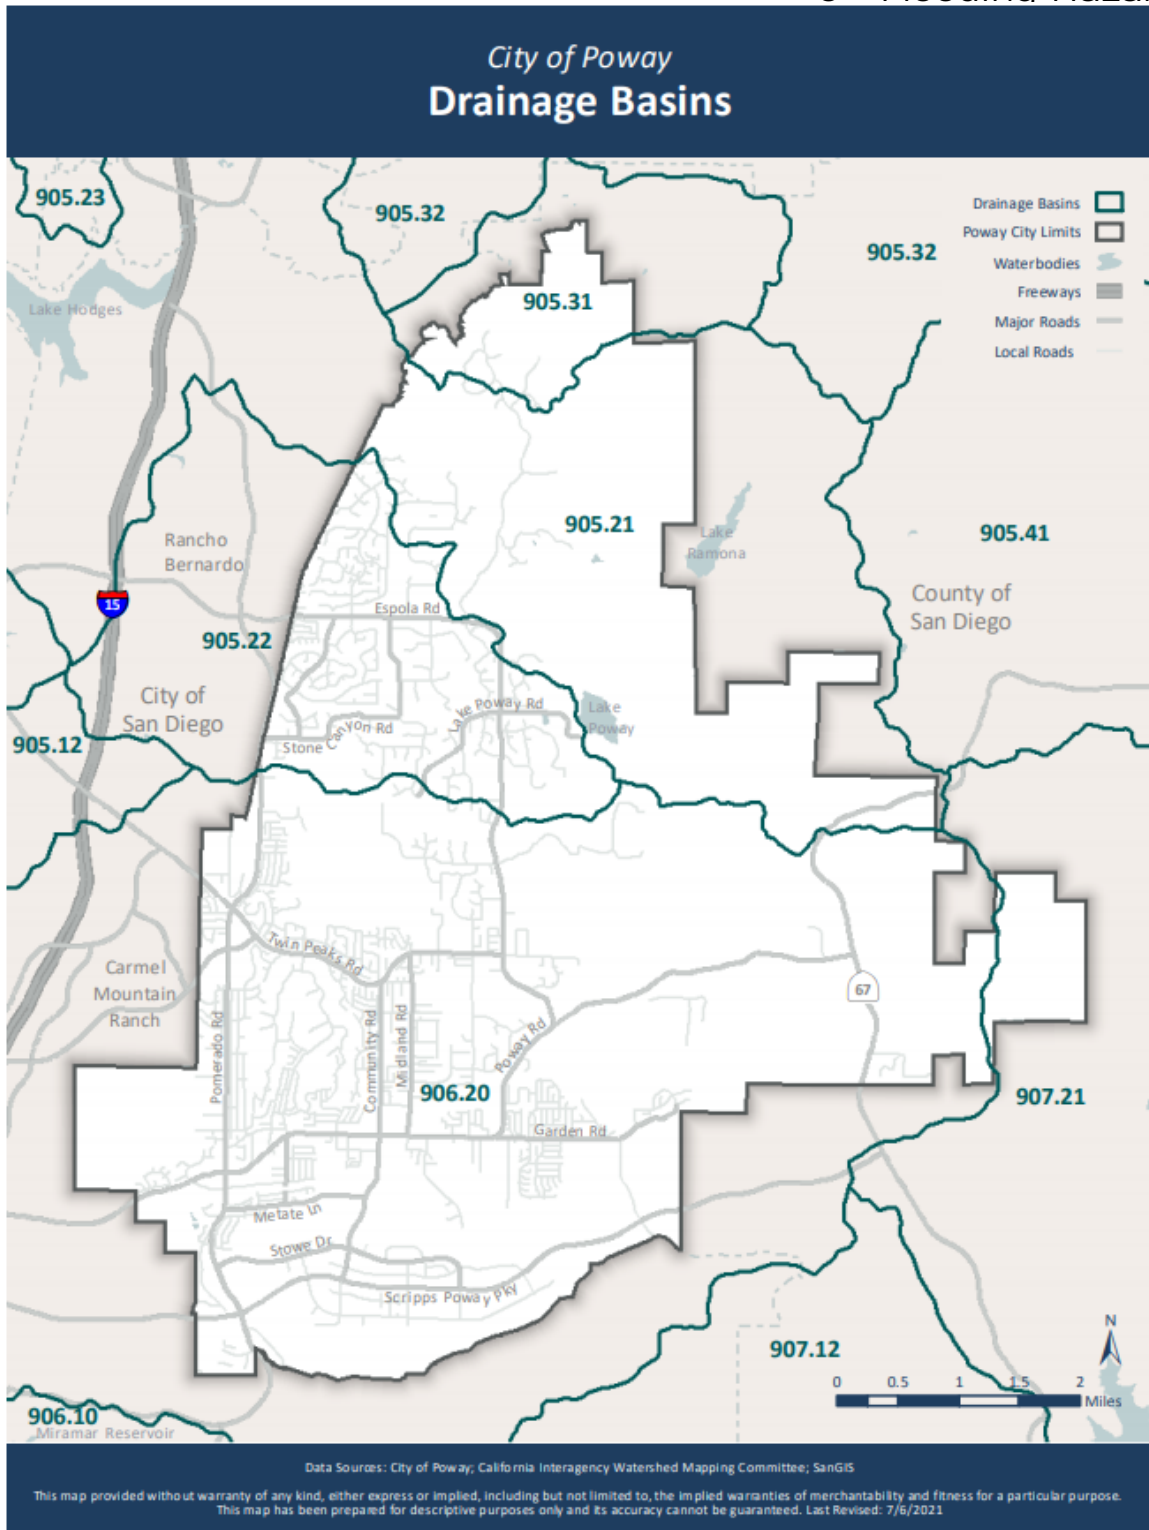 City of Poway
Drainage Basins
905.23
905.32
905.32
905.31
Drainage Basins
Poway City Limits
Waterbodies
Freeways
Major Roads
Local Roads
Lake Hodges
905.21
905.41
Lake
Ramona
Rancho
Bernardo
15
County of
San Diego
Espola Rd
905.22
City of
San Diego
905.12
Lake Poway Rd
Lake
Poway
Stone Canyon Rd
Twin Peaks Rd
Carmel
Mountain
Ranch
67
Pomerado Rd
Community Rd
Midland Rd
Poway Rd
906.20
907.21
Garden Rd
Metate Ln
Stowe Dr
Scripps Poway Pky
907.12
N
0 0.5 1 1.5 2
Miles
906.10
Miramar Reservoir
Data Sources: City of Poway; California Interagency Watershed Mapping Committee; SanGIS
This map provided without warranty of any kind, either express or implied, including but not limited to, the implied warranties of merchantability and fitness for a particular purpose.
This map has been prepared for descriptive purposes only and its accuracy cannot be guaranteed. Last Revised: 7/6/2021